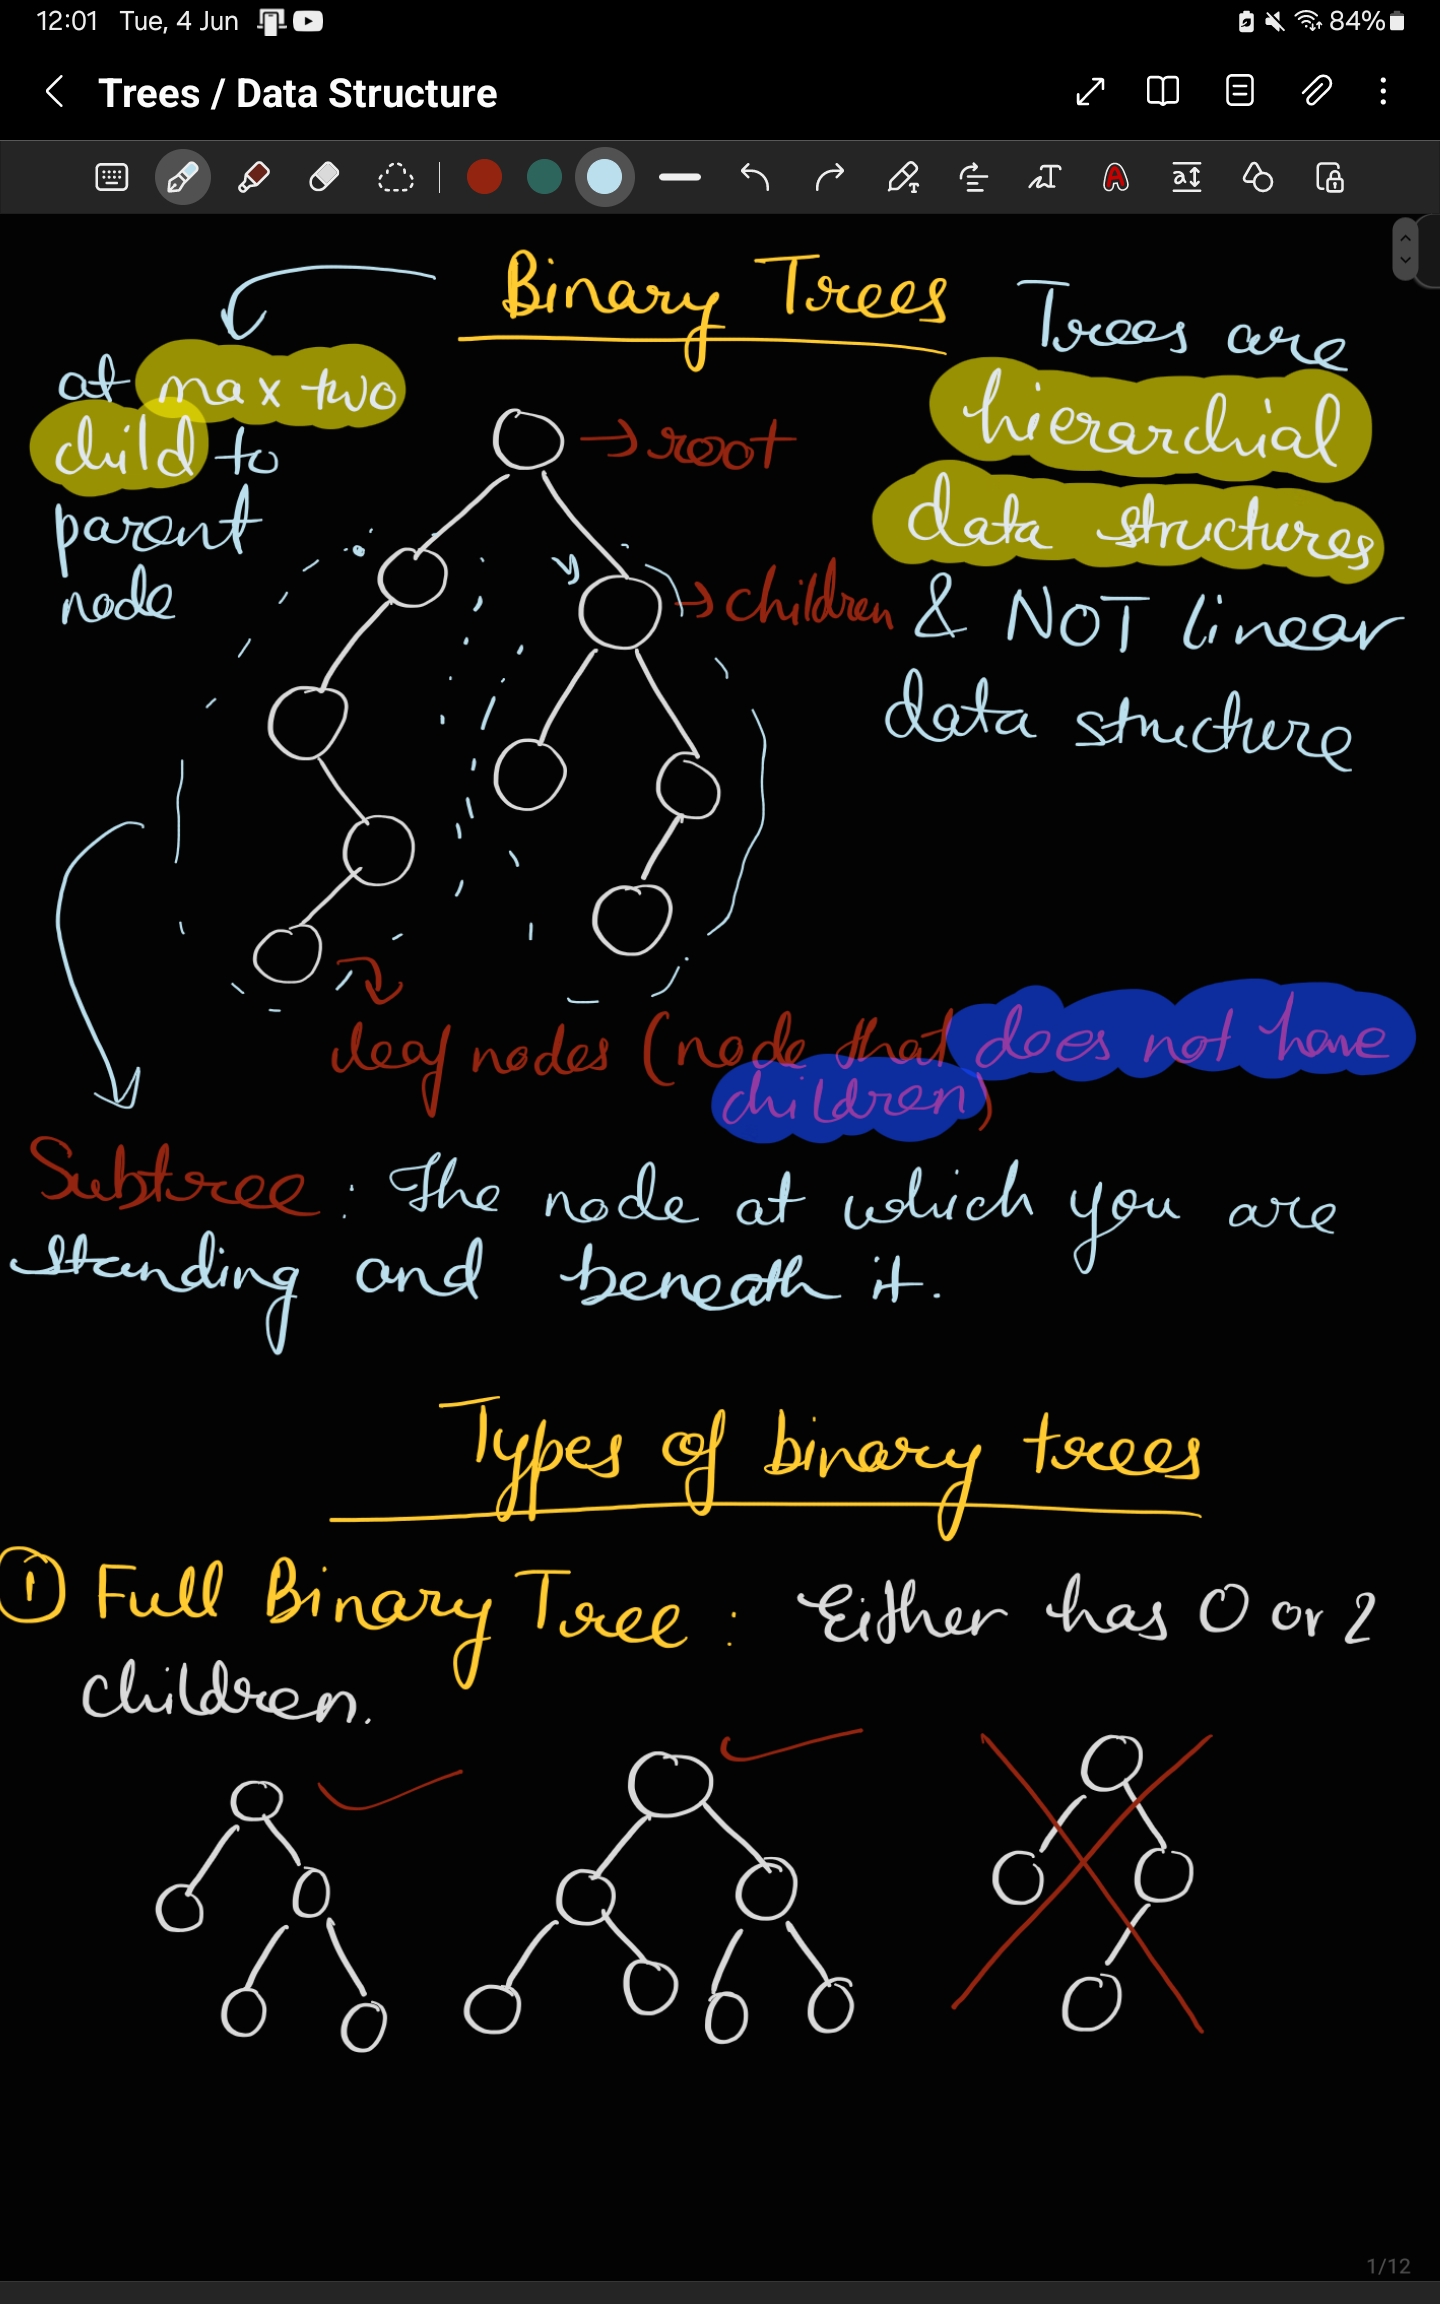 12:01 Tue, 4 Jun
84%
Trees / Data Structure
Binary Trees
at max two
child to
parent
node
Trees are
hierarchial
data structures
& NOT linear
data structure
→ root
→ children
leaf nodes (node that does not have
children)
Subtree : The node at which you are
standing and beneath it.
Types of binary trees
① Full Binary Tree : Either has 0 or 2
children.
1/12